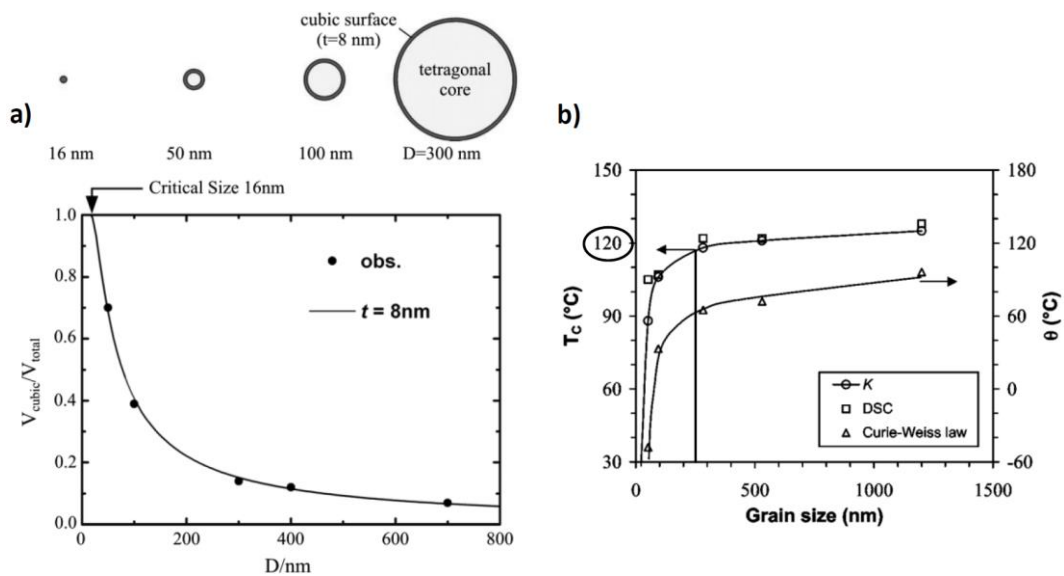 cubic surface
(t=8 nm)
tetragonal
core
a)
16 nm
50 nm
100 nm
D=300 nm
Critical Size 16nm
1.0
0.8
0.6
0.4
0.2
0.0
V_cubic/V_total
obs.
t = 8nm
0
200
400
600
800
D/nm
b)
150
120
90
60
30
T_C (°C)
180
120
60
0
-60
θ (°C)
K
DSC
Curie-Weiss law
0
500
1000
1500
Grain size (nm)